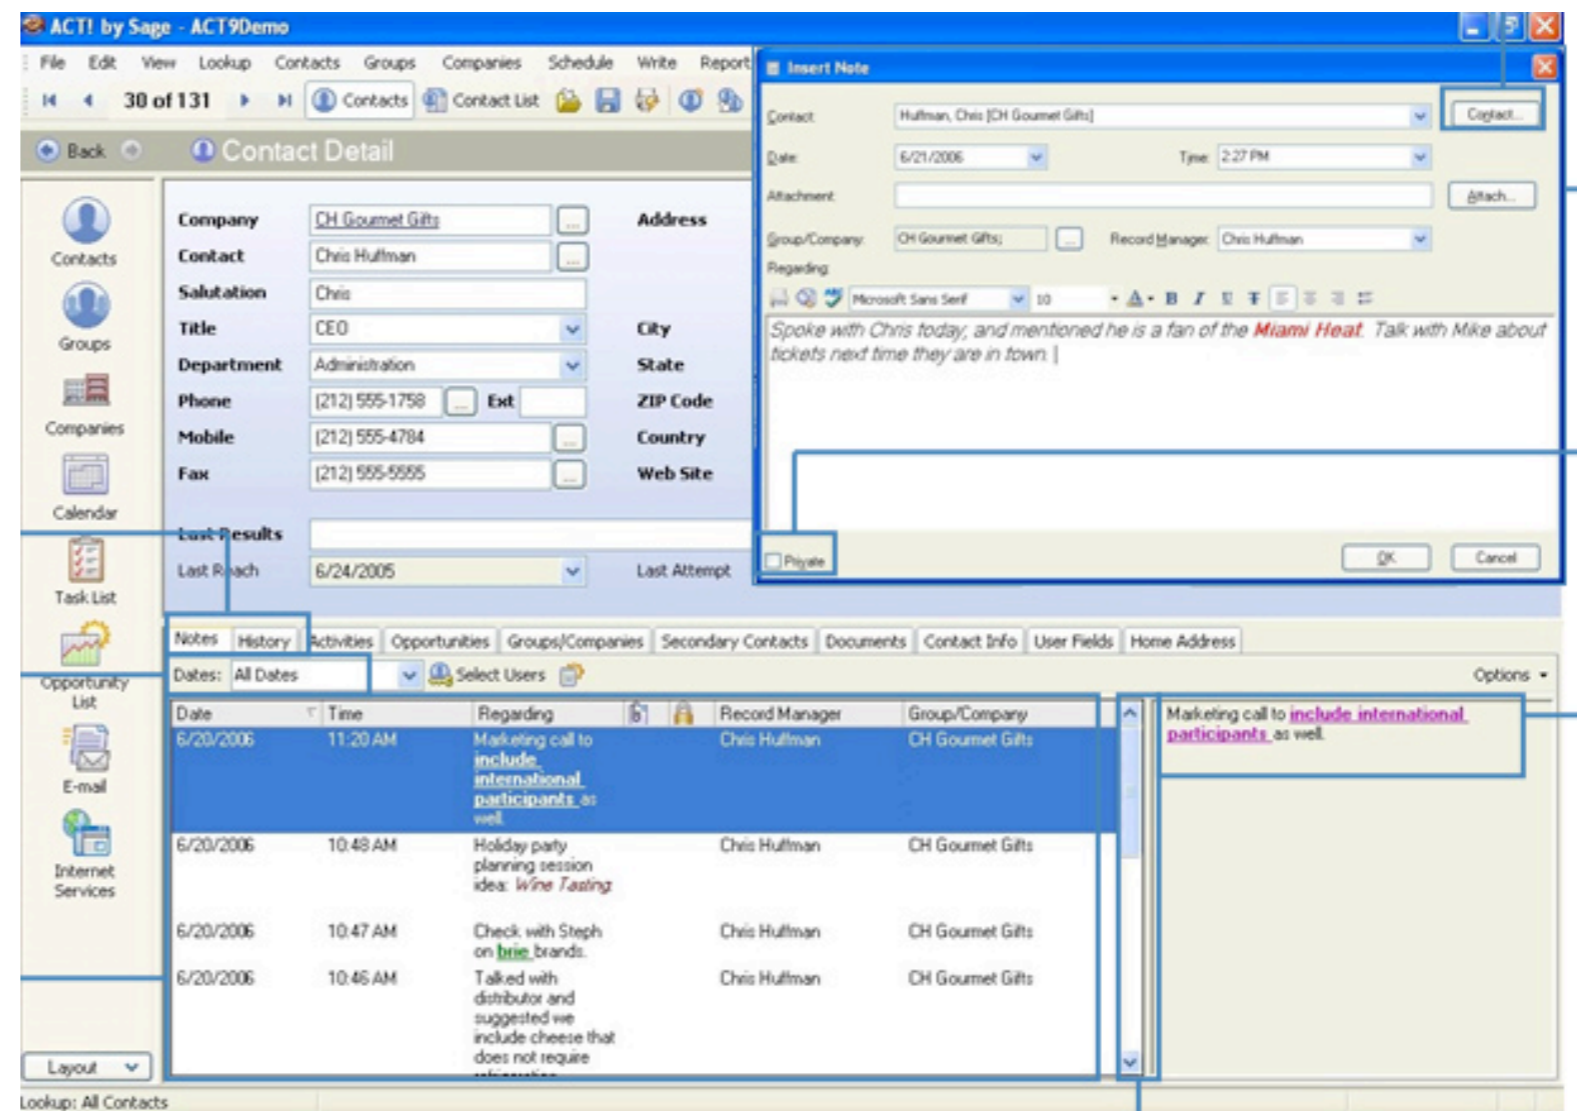 ACT! by Sage - ACT9Demo
File Edit View Lookup Contacts Groups Companies Schedule Write Report
30 of 131 Contacts Contact List
Back Contact Detail
Contacts
Groups
Companies
Calendar
Task List
Opportunity
List
E-mail
Internet
Services
Layout
Company CH Gourmet Gifts ... Address
Contact Chris Huffman ...
Salutation Chris
Title CEO City
Department Administration State
Phone (212) 555-1758 ... Ext ZIP Code
Mobile (212) 555-4784 ... Country
Fax (212) 555-5555 ... Web Site
Last Results
Last Reach 6/24/2005 Last Attempt
Insert Note
Contact: Huffman, Chris [CH Gourmet Gifts] Contact...
Date: 6/21/2006 Time: 2:27 PM
Attachment: Attach...
Group/Company: CH Gourmet Gifts; ... Record Manager: Chris Huffman
Regarding:
Microsoft Sans Serif 10 A B I U T
Spoke with Chris today, and mentioned he is a fan of the Miami Heat. Talk with Mike about
tickets next time they are in town.
Private OK Cancel
Notes History Activities Opportunities Groups/Companies Secondary Contacts Documents Contact Info User Fields Home Address
Dates: All Dates Select Users Options
Date Time Regarding Record Manager Group/Company
6/20/2006 11:20 AM Marketing call to Chris Huffman CH Gourmet Gifts
include
international
participants as
well.
6/20/2006 10:48 AM Holiday party Chris Huffman CH Gourmet Gifts
planning session
idea: Wine Tasting
6/20/2006 10:47 AM Check with Steph Chris Huffman CH Gourmet Gifts
on brie brands.
6/20/2006 10:46 AM Talked with Chris Huffman CH Gourmet Gifts
distributor and
suggested we
include cheese that
does not require
Marketing call to include international
participants as well.
Lookup: All Contacts